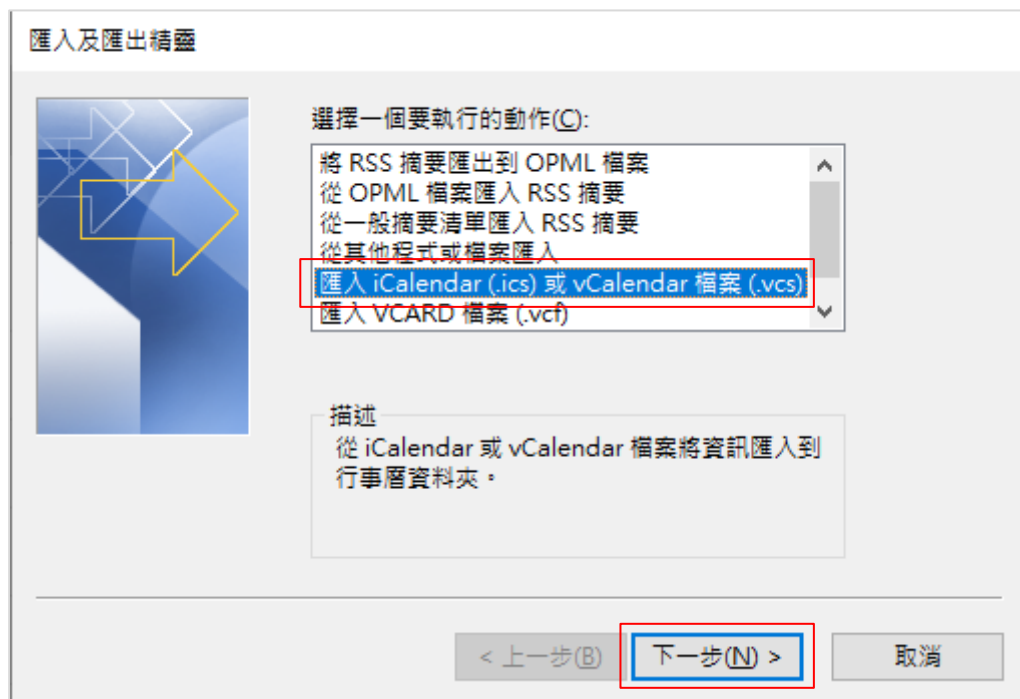 匯入及匯出精靈
選擇一個要執行的動作(C):
將 RSS 摘要匯出到 OPML 檔案
從 OPML 檔案匯入 RSS 摘要
從一般摘要清單匯入 RSS 摘要
從其他程式或檔案匯入
匯入 iCalendar (.ics) 或 vCalendar 檔案 (.vcs)
匯入 VCARD 檔案 (.vcf)
描述
從 iCalendar 或 vCalendar 檔案將資訊匯入到
行事曆資料夾。
< 上一步(B)
下一步(N) >
取消